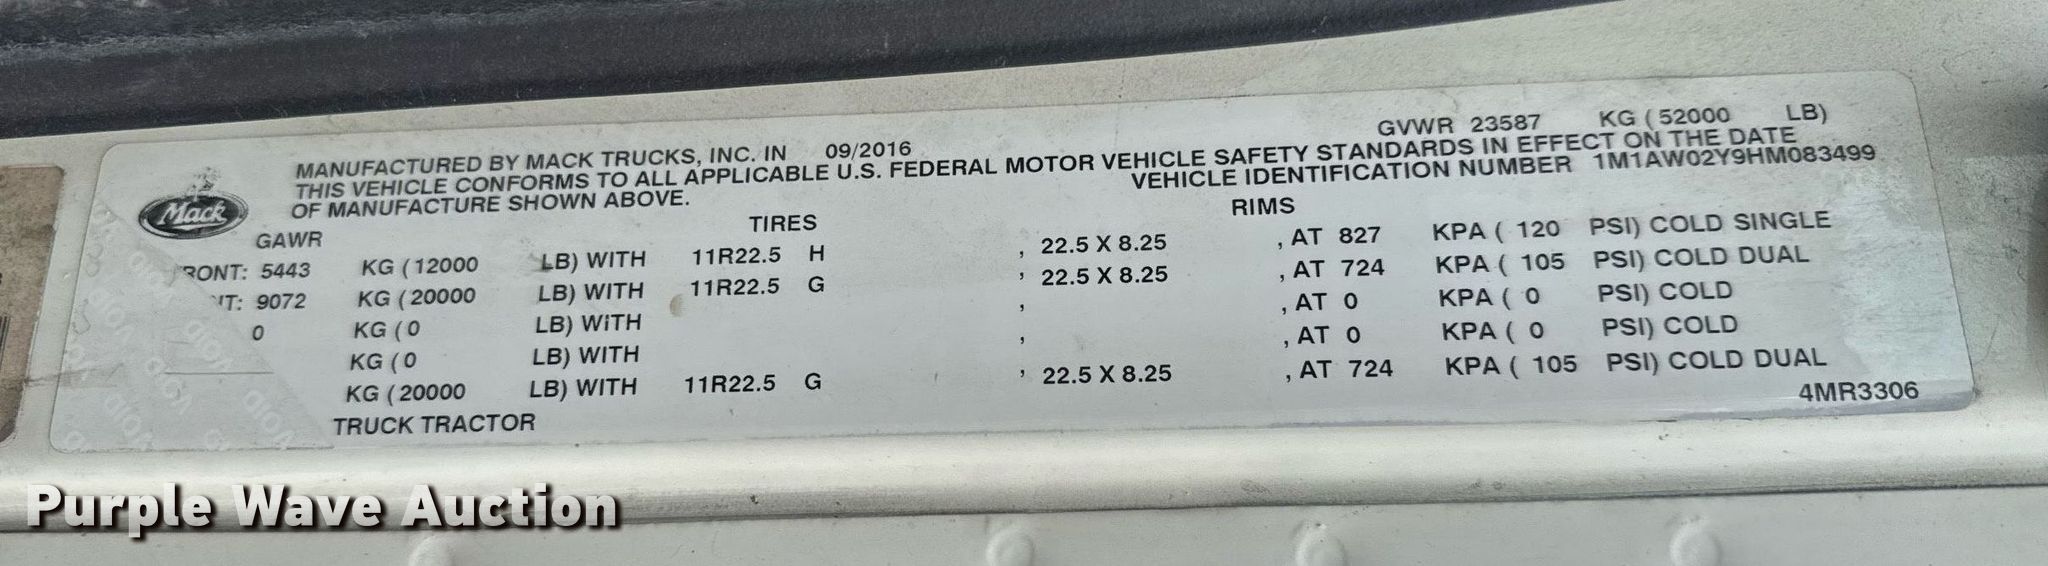 GVWR 23587 KG ( 52000 LB)
MANUFACTURED BY MACK TRUCKS, INC. IN 09/2016
THIS VEHICLE CONFORMS TO ALL APPLICABLE U.S. FEDERAL MOTOR VEHICLE SAFETY STANDARDS IN EFFECT ON THE DATE
OF MANUFACTURE SHOWN ABOVE. VEHICLE IDENTIFICATION NUMBER 1M1AW02Y9HM083499
Mack
GAWR TIRES RIMS
RONT: 5443 KG ( 12000 LB) WITH 11R22.5 H , 22.5 X 8.25 , AT 827 KPA ( 120 PSI) COLD SINGLE
NT: 9072 KG ( 20000 LB) WITH 11R22.5 G , 22.5 X 8.25 , AT 724 KPA ( 105 PSI) COLD DUAL
0 KG ( 0 LB) WITH , , AT 0 KPA ( 0 PSI) COLD
KG ( 0 LB) WITH , , AT 0 KPA ( 0 PSI) COLD
KG ( 20000 LB) WITH 11R22.5 G , 22.5 X 8.25 , AT 724 KPA ( 105 PSI) COLD DUAL
TRUCK TRACTOR 4MR3306
VOID VOID VOID
Purple Wave Auction